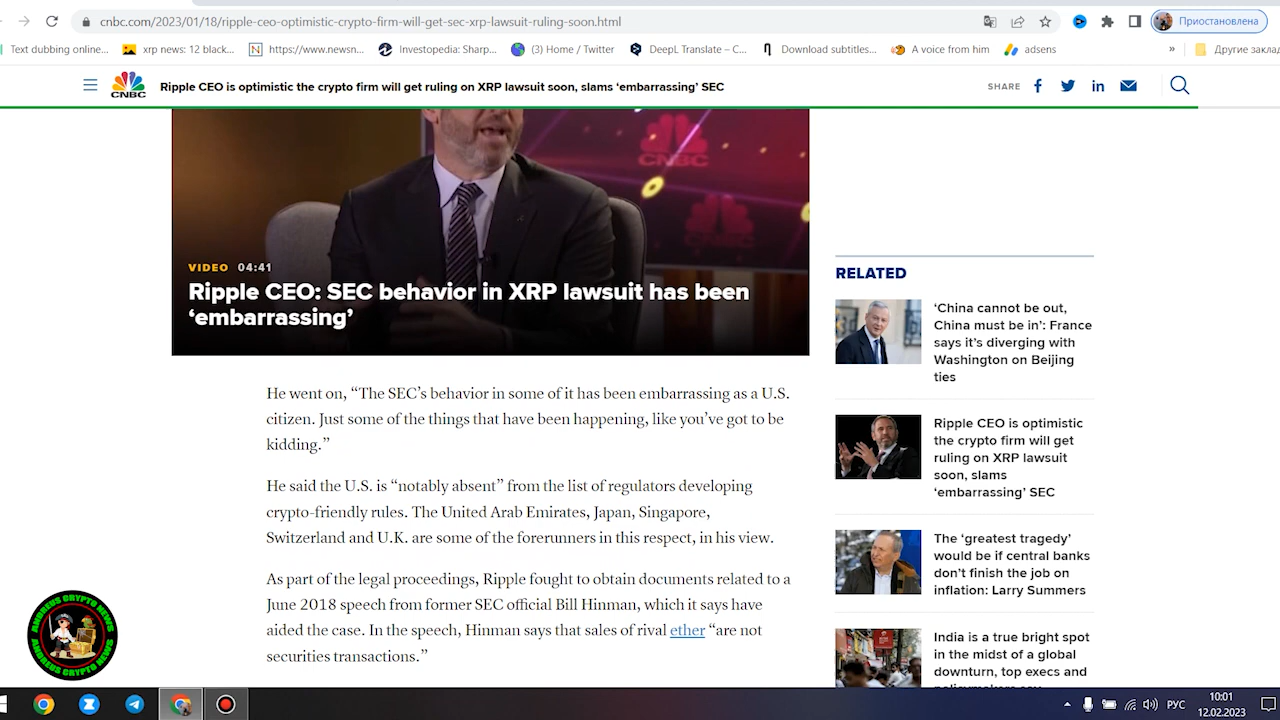 cnbc.com/2023/01/18/ripple-ceo-optimistic-crypto-firm-will-get-sec-xrp-lawsuit-ruling-soon.html
Приостановлена
Text dubbing online...
xrp news: 12 black...
https://www.newsn...
Investopedia: Sharp...
(3) Home / Twitter
DeepL Translate – C...
Download subtitles...
A voice from him
adsens
»
Другие закла
CNBC
Ripple CEO is optimistic the crypto firm will get ruling on XRP lawsuit soon, slams ‘embarrassing’ SEC
SHARE
CNBC
VIDEO 04:41
Ripple CEO: SEC behavior in XRP lawsuit has been
‘embarrassing’
He went on, “The SEC’s behavior in some of it has been embarrassing as a U.S.
citizen. Just some of the things that have been happening, like you’ve got to be
kidding.”
He said the U.S. is “notably absent” from the list of regulators developing
crypto-friendly rules. The United Arab Emirates, Japan, Singapore,
Switzerland and U.K. are some of the forerunners in this respect, in his view.
As part of the legal proceedings, Ripple fought to obtain documents related to a
June 2018 speech from former SEC official Bill Hinman, which it says have
aided the case. In the speech, Hinman says that sales of rival ether “are not
securities transactions.”
RELATED
‘China cannot be out,
China must be in’: France
says it’s diverging with
Washington on Beijing
ties
Ripple CEO is optimistic
the crypto firm will get
ruling on XRP lawsuit
soon, slams
‘embarrassing’ SEC
The ‘greatest tragedy’
would be if central banks
don’t finish the job on
inflation: Larry Summers
India is a true bright spot
in the midst of a global
downturn, top execs and
policymakers say
ANDREUS CRYPTO NEWS
ANDREUS CRYPTO NEWS
РУС
10:01
12.02.2023